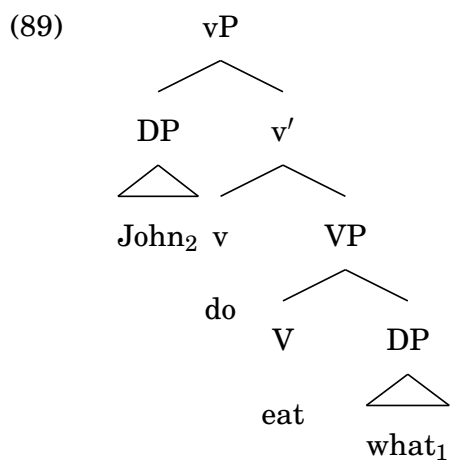 (89) vP
DP v′
John₂ v VP
do
V DP
eat
what₁